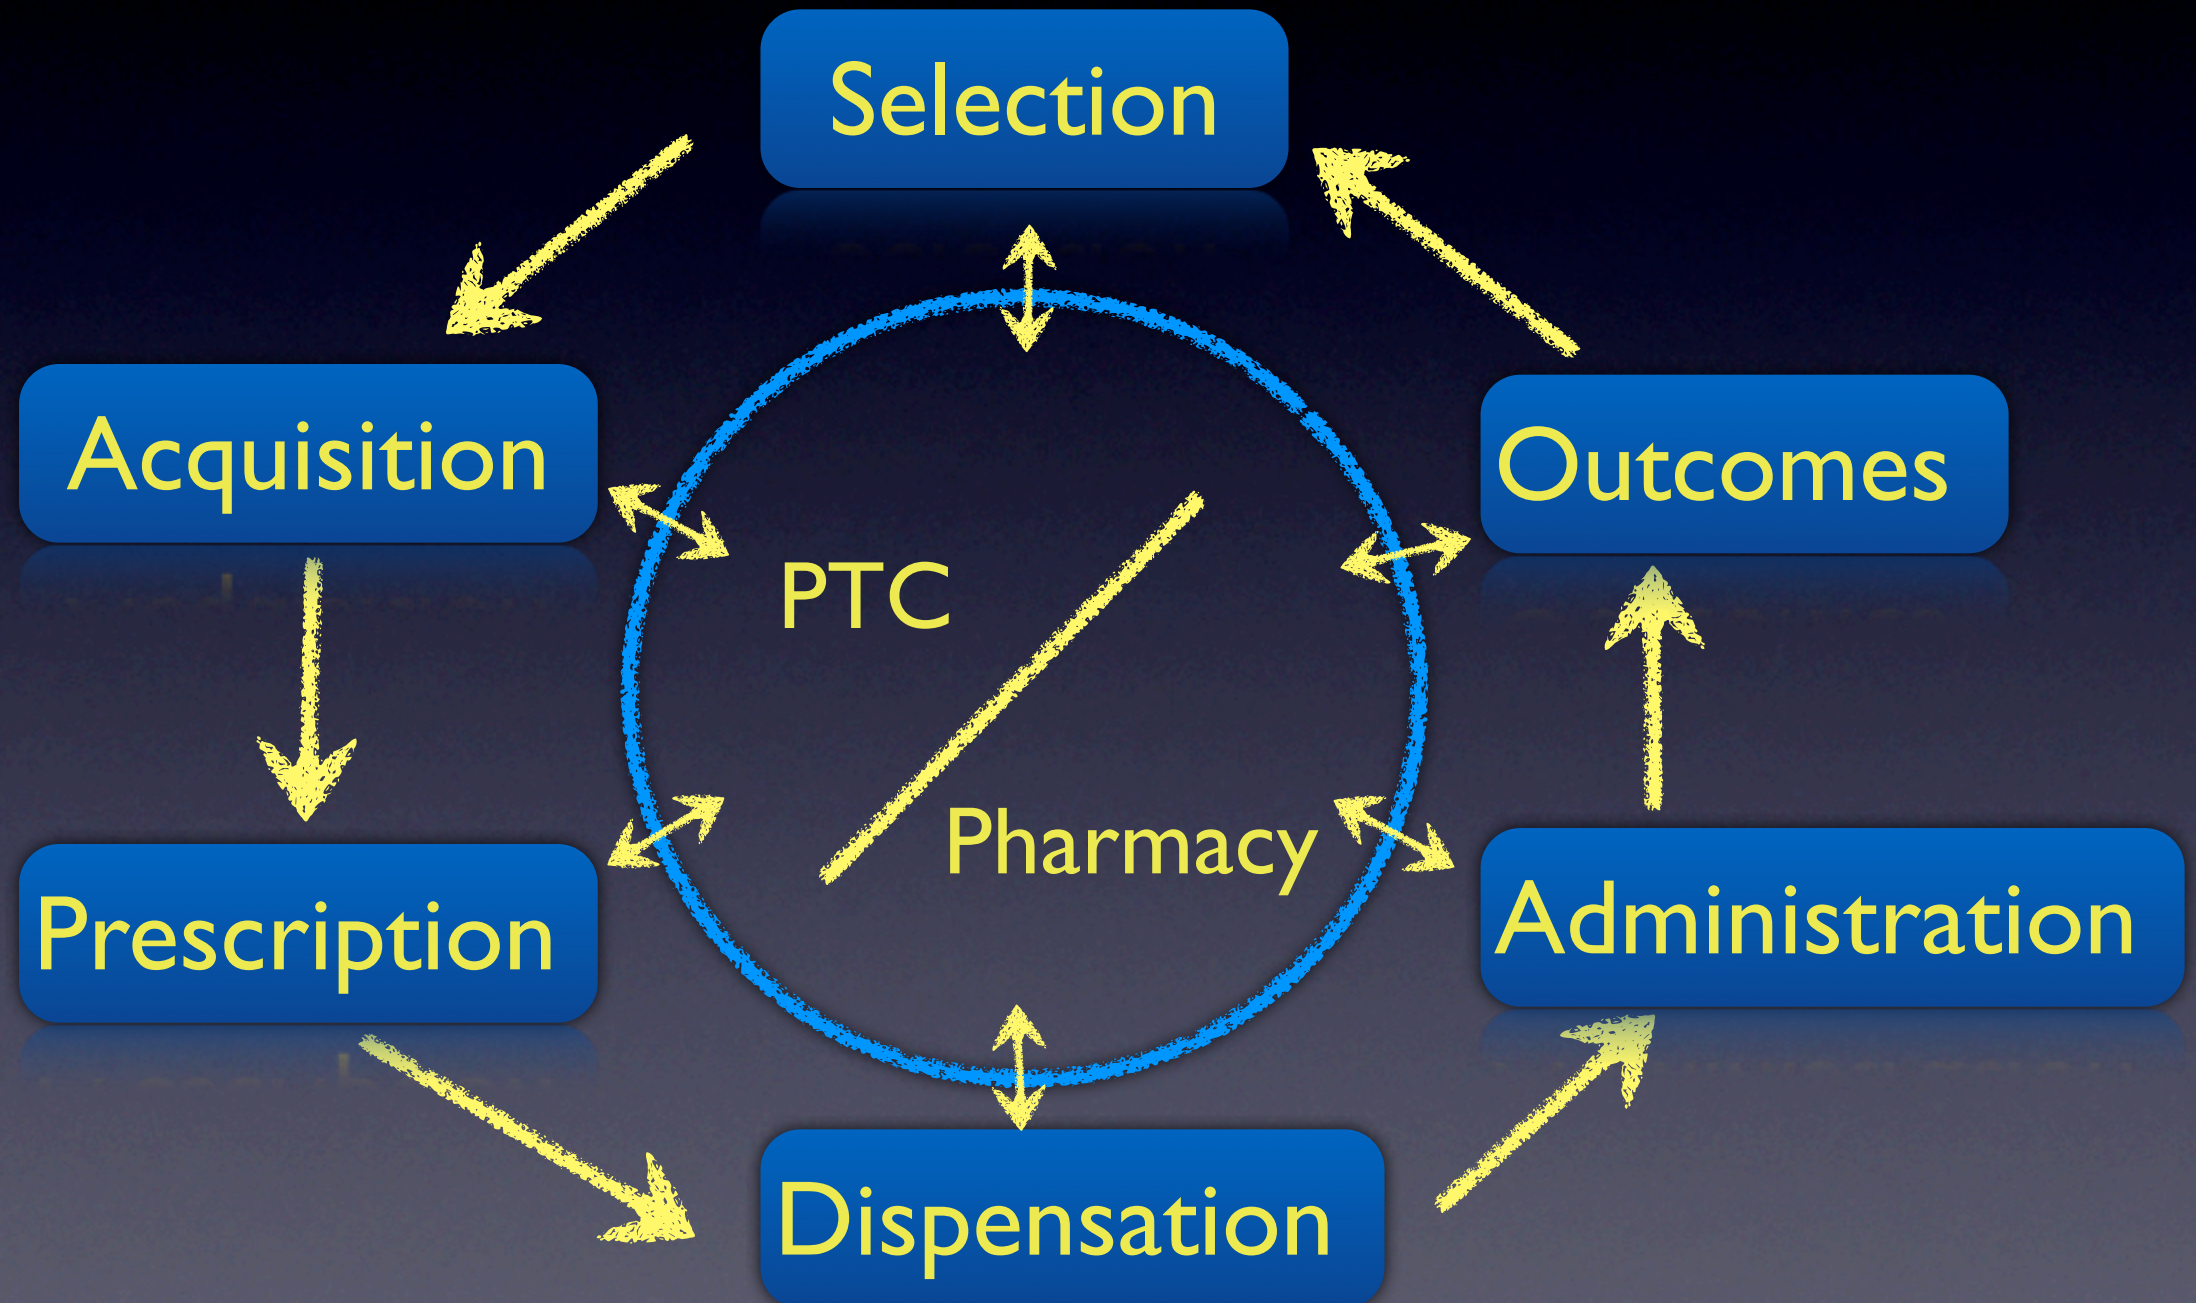 Selection
Acquisition
Outcomes
PTC
Pharmacy
Prescription
Administration
Dispensation